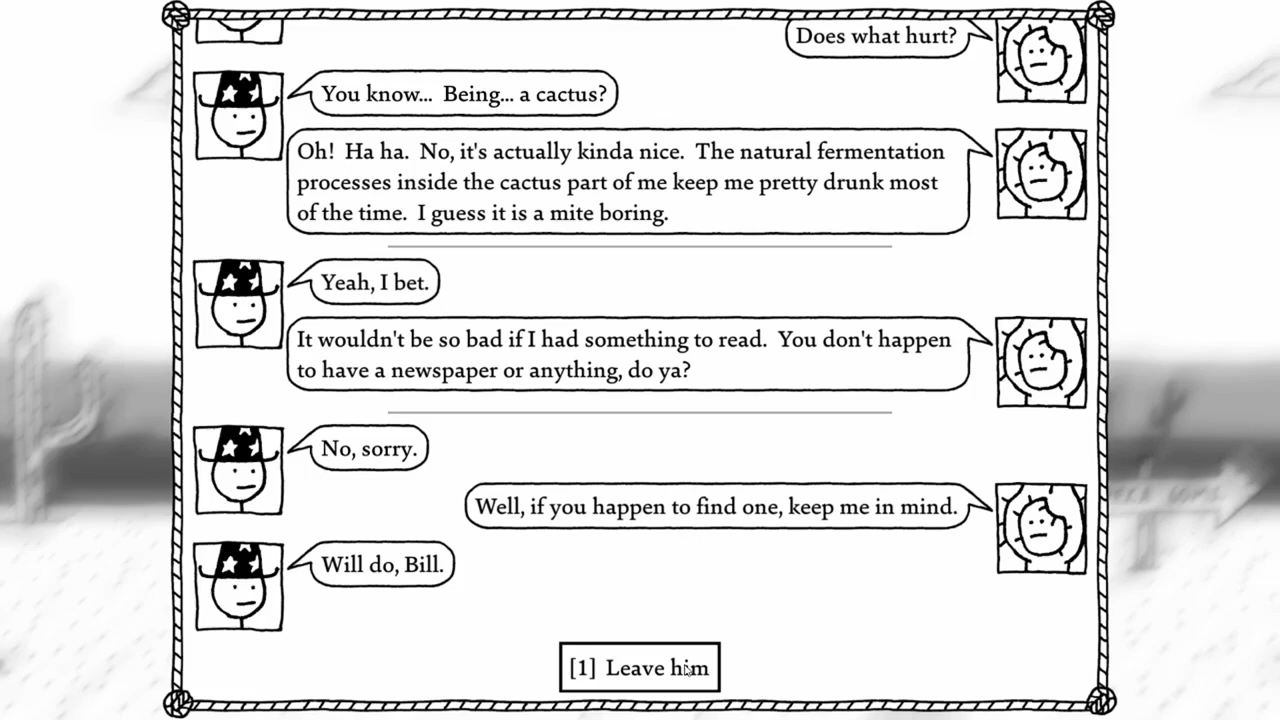 Does what hurt?
You know... Being... a cactus?
Oh! Ha ha. No, it's actually kinda nice. The natural fermentation
processes inside the cactus part of me keep me pretty drunk most
of the time. I guess it is a mite boring.
Yeah, I bet.
It wouldn't be so bad if I had something to read. You don't happen
to have a newspaper or anything, do ya?
No, sorry.
Well, if you happen to find one, keep me in mind.
Will do, Bill.
[1] Leave him